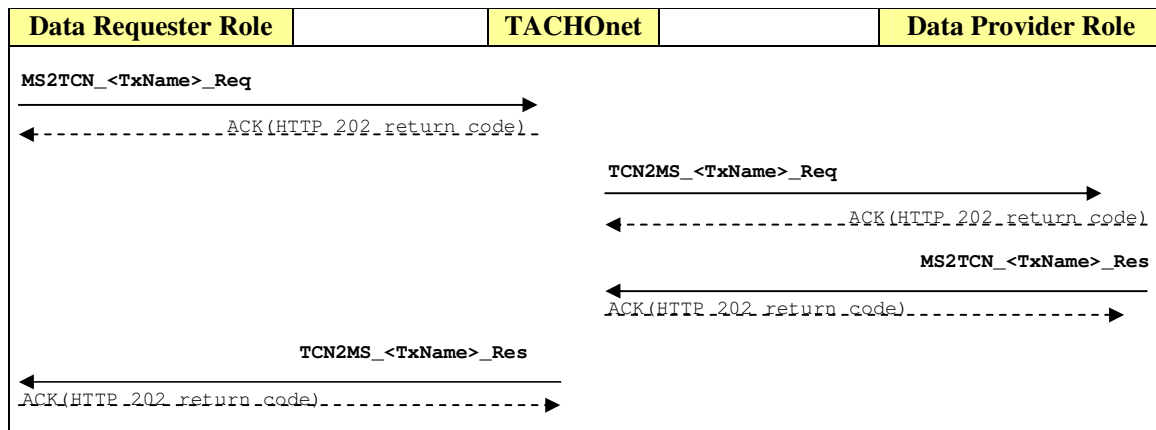 Data Requester Role TACHOnet Data Provider Role
MS2TCN_<TxName>_Req
ACK(HTTP 202 return code)
TCN2MS_<TxName>_Req
ACK(HTTP 202 return code)
MS2TCN_<TxName>_Res
ACK(HTTP 202 return code)
TCN2MS_<TxName>_Res
ACK(HTTP 202 return code)